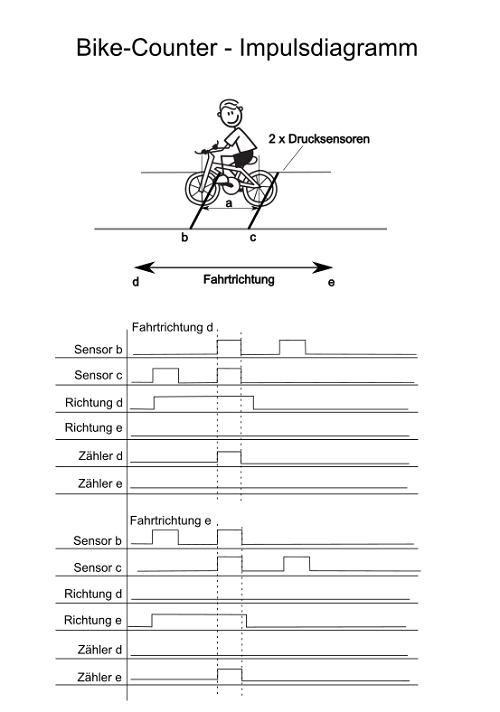 Bike-Counter - Impulsdiagramm
2 x Drucksensoren
a
b c
Fahrtrichtung
d e
Fahrtrichtung d
Sensor b
Sensor c
Richtung d
Richtung e
Zähler d
Zähler e
Fahrtrichtung e
Sensor b
Sensor c
Richtung d
Richtung e
Zähler d
Zähler e